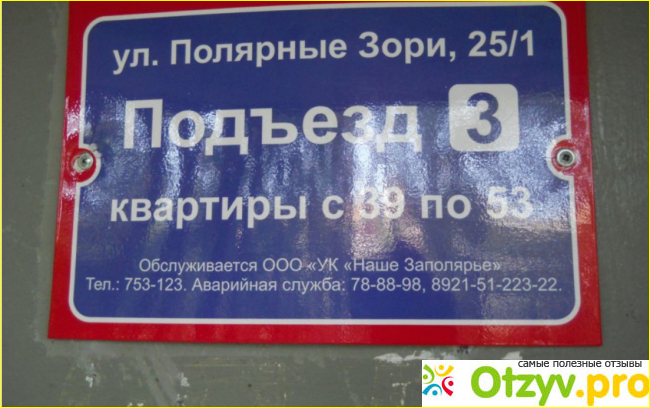 ул. Полярные Зори, 25/1
Подъезд 3
квартиры с 39 по 53
Обслуживается ООО «УК «Наше Заполярье»
Тел.: 753-123. Аварийная служба: 78-88-98, 8921-51-223-22.
самые полезные отзывы
Otzyv.pro